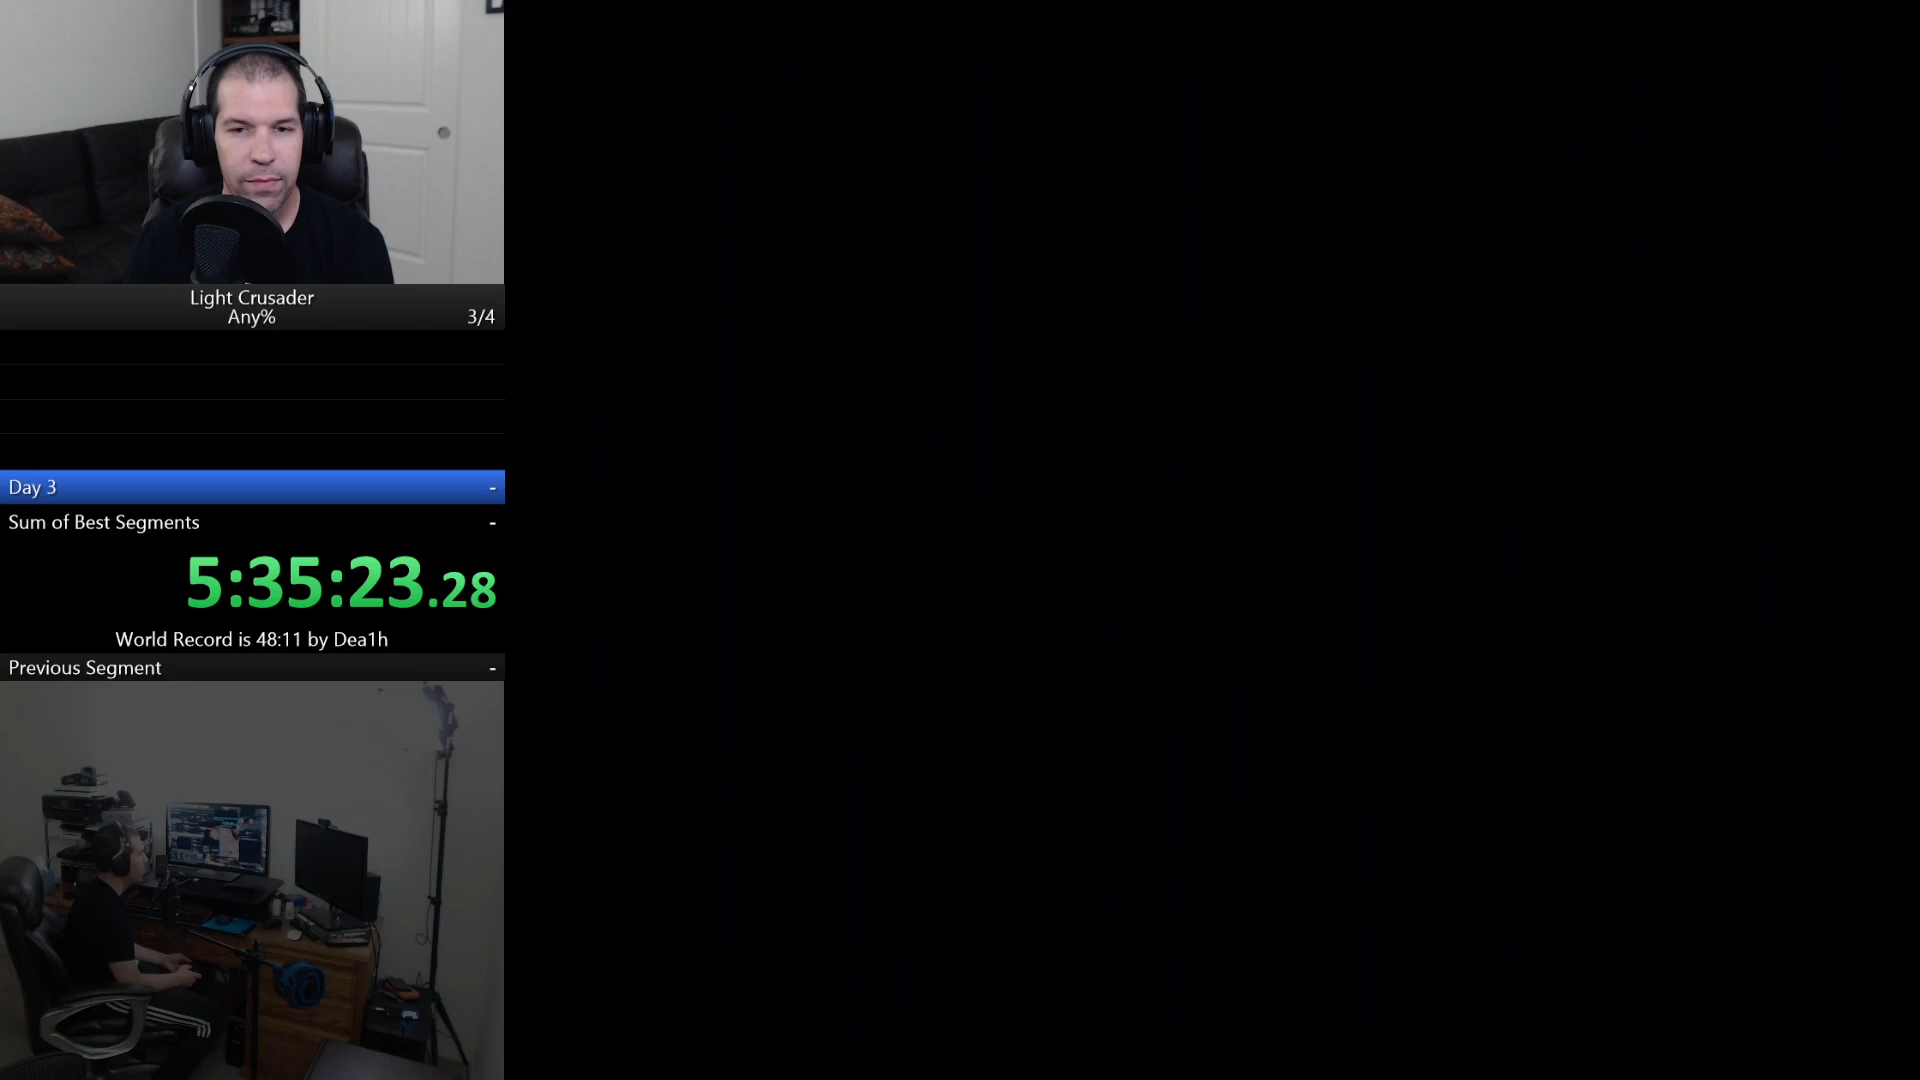 Light Crusader
Any%
3/4
Day 3 -
Sum of Best Segments -
5:35:23.28
World Record is 48:11 by Dea1h
Previous Segment -